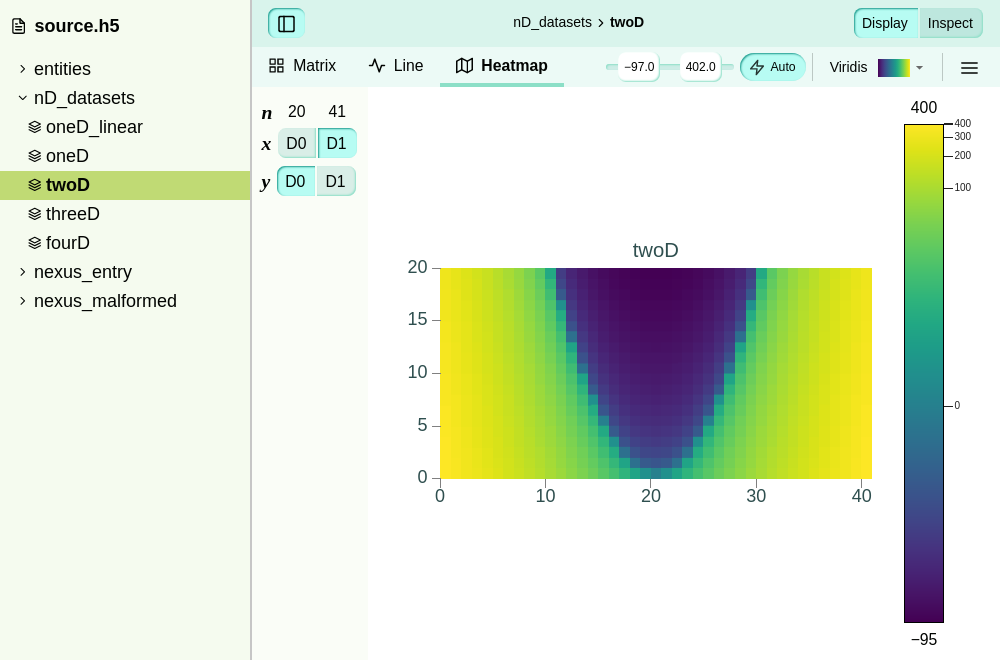 source.h5
entities
nD_datasets
oneD_linear
oneD
twoD
threeD
fourD
nexus_entry
nexus_malformed
nD_datasets › twoD
Display Inspect
Matrix Line Heatmap −97.0 402.0 Auto Viridis
n 20 41
x D0 D1
y D0 D1
twoD
20
15
10
5
0
0 10 20 30 40
400
400
300
200
100
0
−95